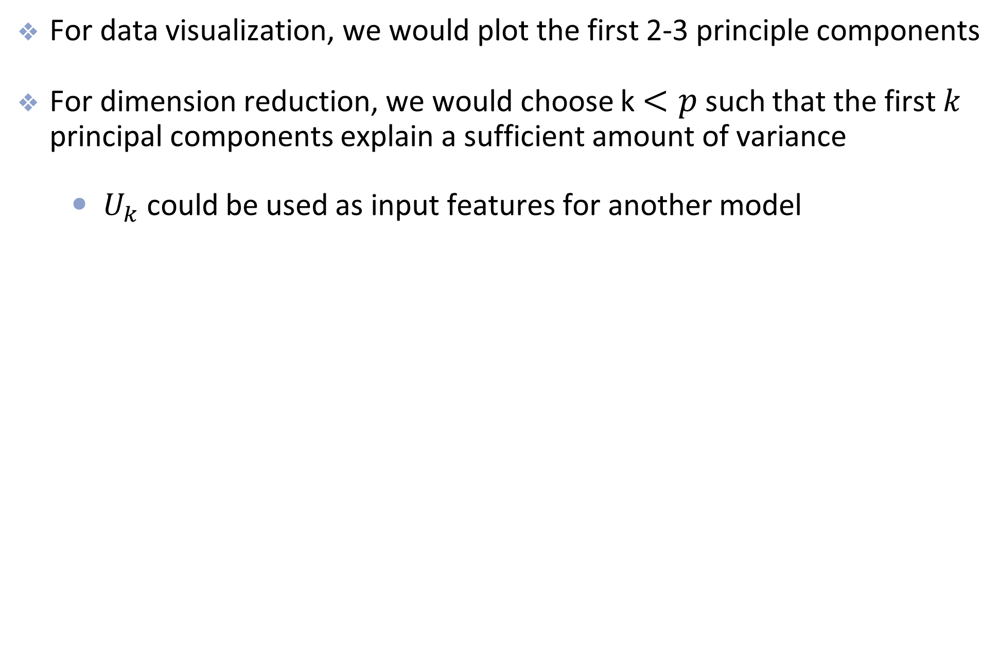 ❖ For data visualization, we would plot the first 2-3 principle components
❖ For dimension reduction, we would choose k < 𝑝 such that the first 𝑘
principal components explain a sufficient amount of variance
• 𝑈𝑘 could be used as input features for another model